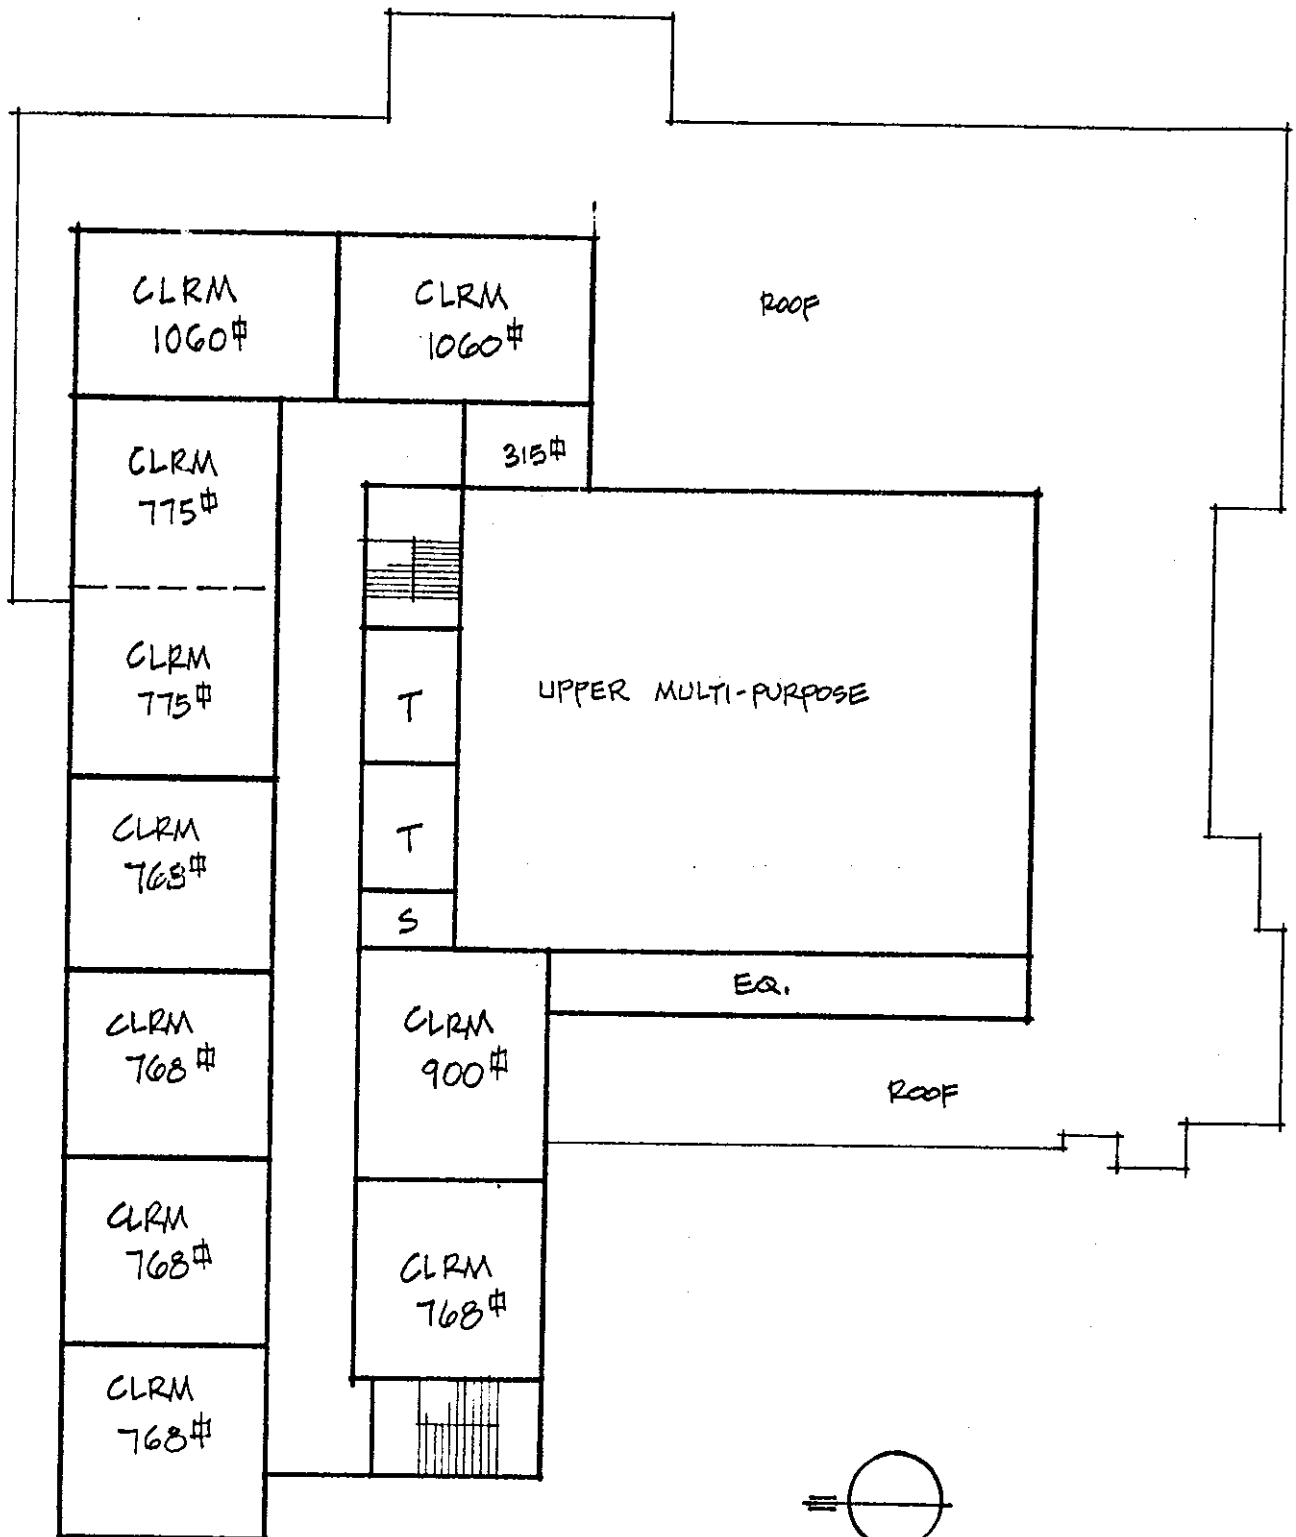 CLRM
1060⌗
CLRM
1060⌗
ROOF
CLRM
775⌗
315⌗
CLRM
775⌗
T
UPPER MULTI-PURPOSE
CLRM
768⌗
T
S
EQ.
CLRM
768⌗
CLRM
900⌗
ROOF
CLRM
768⌗
CLRM
768⌗
CLRM
768⌗